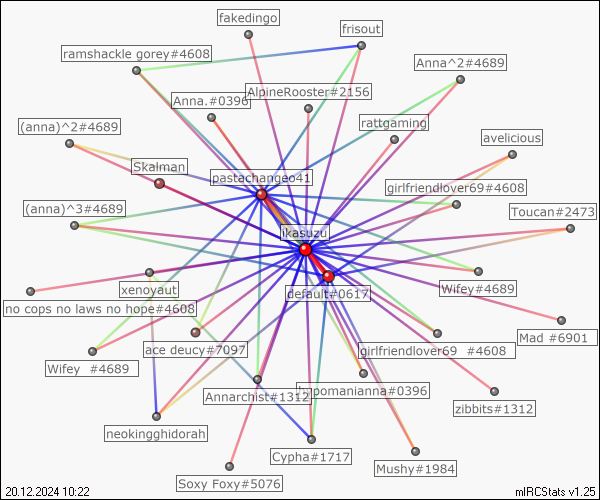 fakedingo
frisout
ramshackle gorey#4608
Anna^2#4689
AlpineRooster#2156
Anna.#0396
rattgaming
(anna)^2#4689
avelicious
Skalman
pastachangeo41
girlfriendlover69#4608
(anna)^3#4689
Toucan#2473
ikasuzu
xenoyaut
default#0617
Wifey#4689
no cops no laws no hope#4608
Mad #6901
ace deucy#7097
girlfriendlover69 #4608
Wifey #4689
Annarchist#1312
hypomanianna#0396
zibbits#1312
neokingghidorah
Cypha#1717
Mushy#1984
Soxy Foxy#5076
20.12.2024 10:22
mIRCStats v1.25